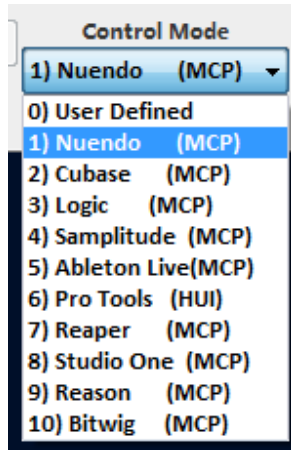 Control Mode
1) Nuendo (MCP)
0) User Defined
1) Nuendo (MCP)
2) Cubase (MCP)
3) Logic (MCP)
4) Samplitude (MCP)
5) Ableton Live(MCP)
6) Pro Tools (HUI)
7) Reaper (MCP)
8) Studio One (MCP)
9) Reason (MCP)
10) Bitwig (MCP)